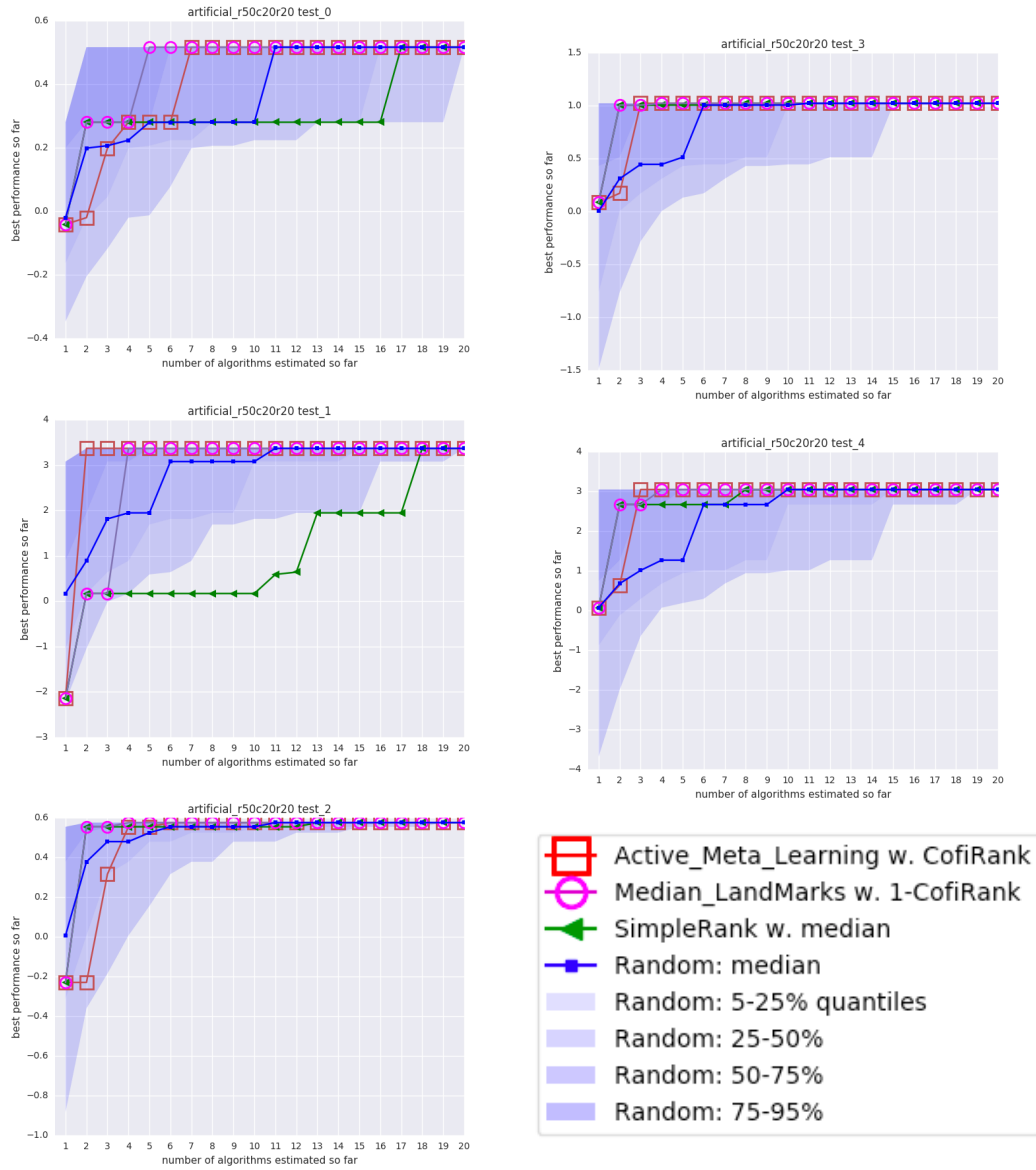 artificial_r50c20r20 test_0
0.6
0.4
0.2
0.0
−0.2
−0.4
best performance so far
1 2 3 4 5 6 7 8 9 10 11 12 13 14 15 16 17 18 19 20
number of algorithms estimated so far
artificial_r50c20r20 test_3
1.5
1.0
0.5
0.0
−0.5
−1.0
−1.5
best performance so far
1 2 3 4 5 6 7 8 9 10 11 12 13 14 15 16 17 18 19 20
number of algorithms estimated so far
artificial_r50c20r20 test_1
4
3
2
1
0
−1
−2
−3
best performance so far
1 2 3 4 5 6 7 8 9 10 11 12 13 14 15 16 17 18 19 20
number of algorithms estimated so far
artificial_r50c20r20 test_4
4
3
2
1
0
−1
−2
−3
−4
best performance so far
1 2 3 4 5 6 7 8 9 10 11 12 13 14 15 16 17 18 19 20
number of algorithms estimated so far
artificial_r50c20r20 test_2
0.6
0.4
0.2
0.0
−0.2
−0.4
−0.6
−0.8
−1.0
best performance so far
1 2 3 4 5 6 7 8 9 10 11 12 13 14 15 16 17 18 19 20
number of algorithms estimated so far
Active_Meta_Learning w. CofiRank
Median_LandMarks w. 1-CofiRank
SimpleRank w. median
Random: median
Random: 5-25% quantiles
Random: 25-50%
Random: 50-75%
Random: 75-95%